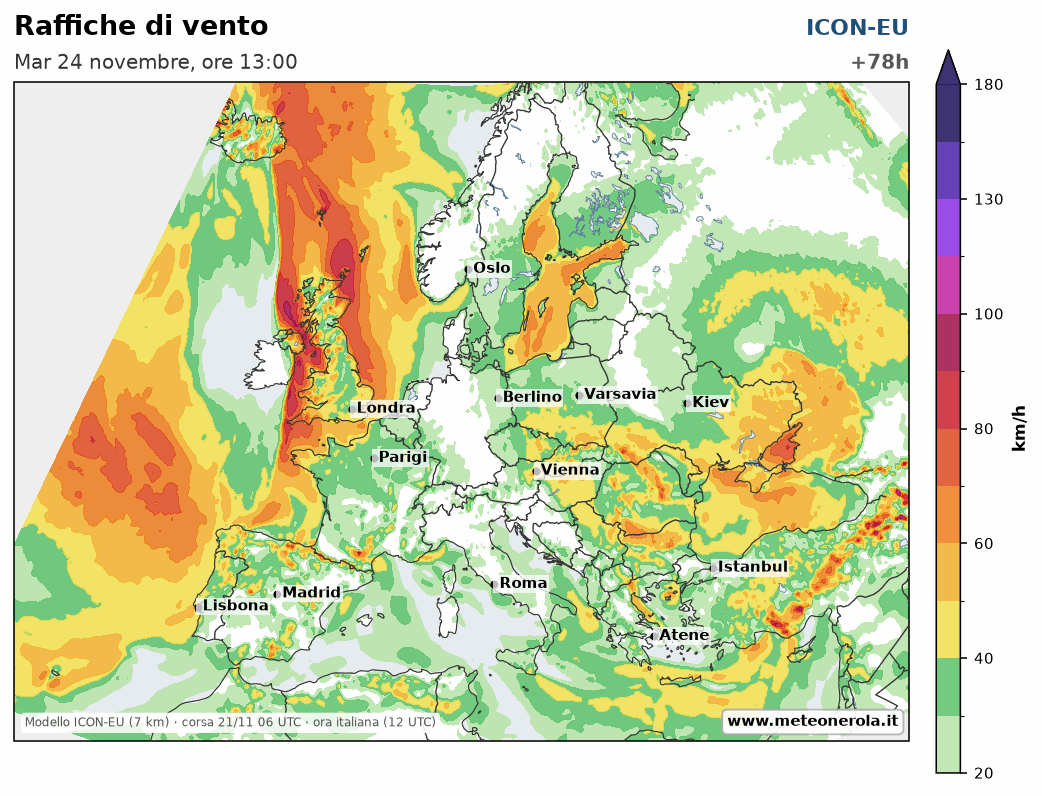 Raffiche di vento
ICON-EU
Mar 24 novembre, ore 13:00
+78h
180
130
100
80
60
40
20
km/h
Oslo
Berlino
Varsavia
Kiev
Londra
Parigi
Vienna
Istanbul
Roma
Madrid
Lisbona
Atene
Modello ICON-EU (7 km) · corsa 21/11 06 UTC · ora italiana (12 UTC)
www.meteonerola.it